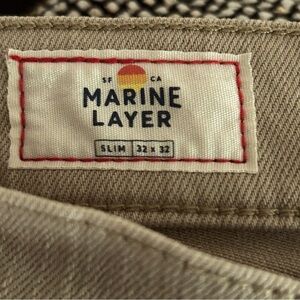 SF CA
MARINE
LAYER
SLIM 32 x 32